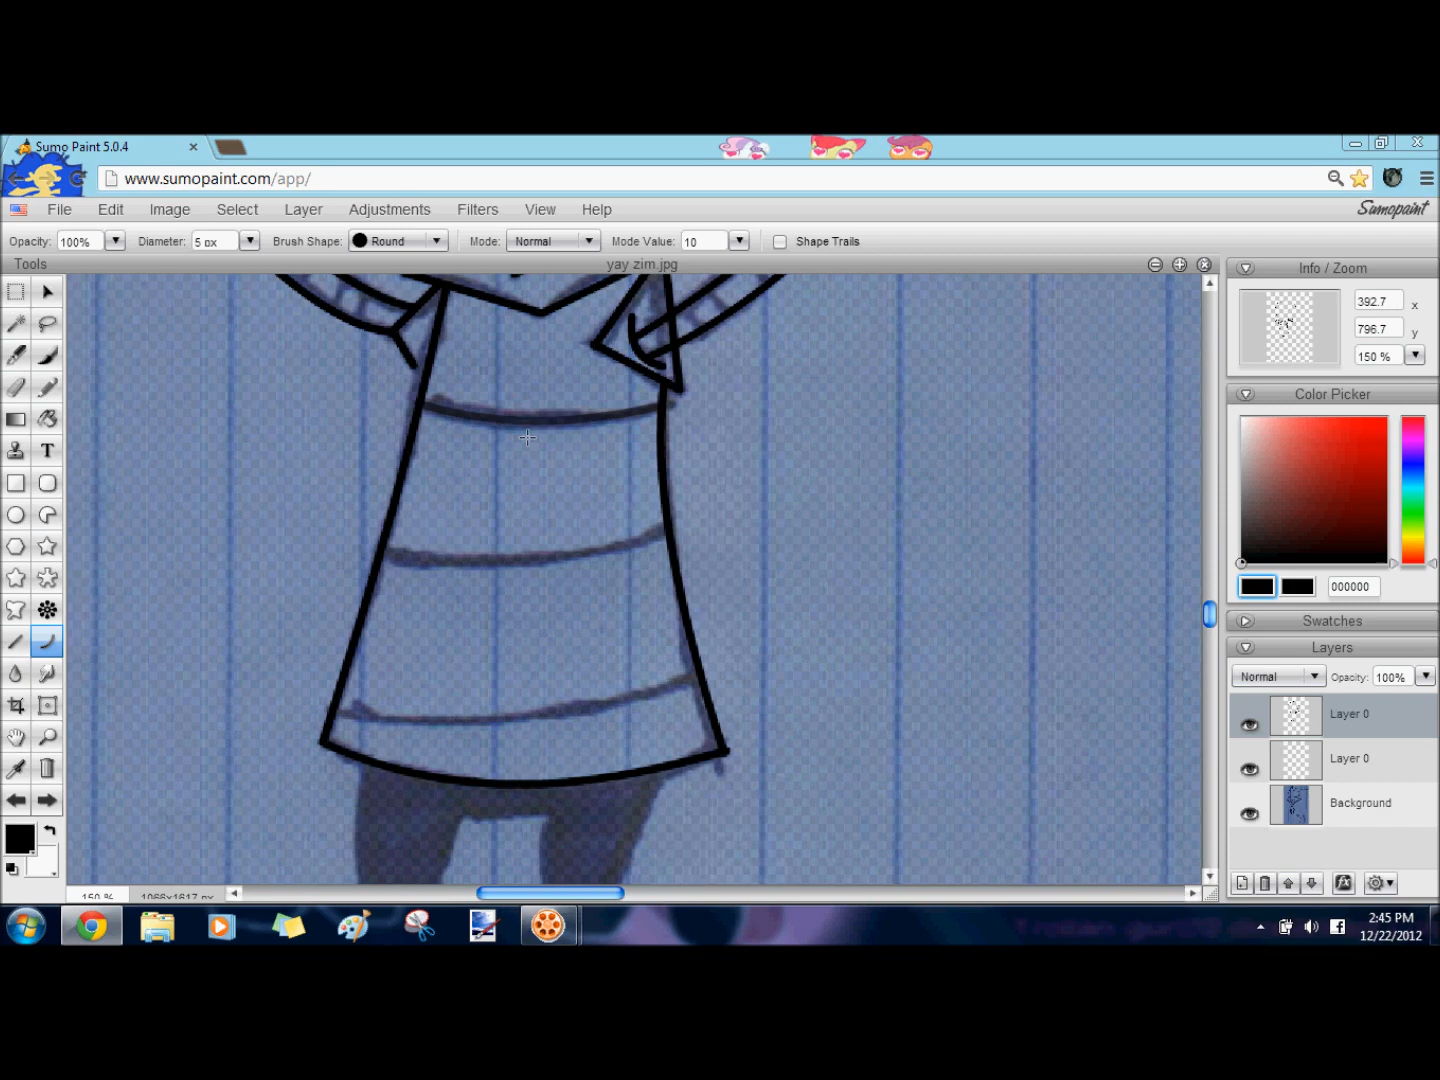 Sumo Paint 5.0.4
www.sumopaint.com/app/
File Edit Image Select Layer Adjustments Filters View Help
Sumopaint
Opacity: 100% Diameter: 5 px Brush Shape: Round Mode: Normal Mode Value: 10 Shape Trails
Tools
yay zim.jpg
Info / Zoom
392.7 x
796.7 y
150 %
Color Picker
000000
Swatches
Layers
Normal Opacity: 100%
Layer 0
Layer 0
Background
150 % 1066x1617 px
2:45 PM
12/22/2012